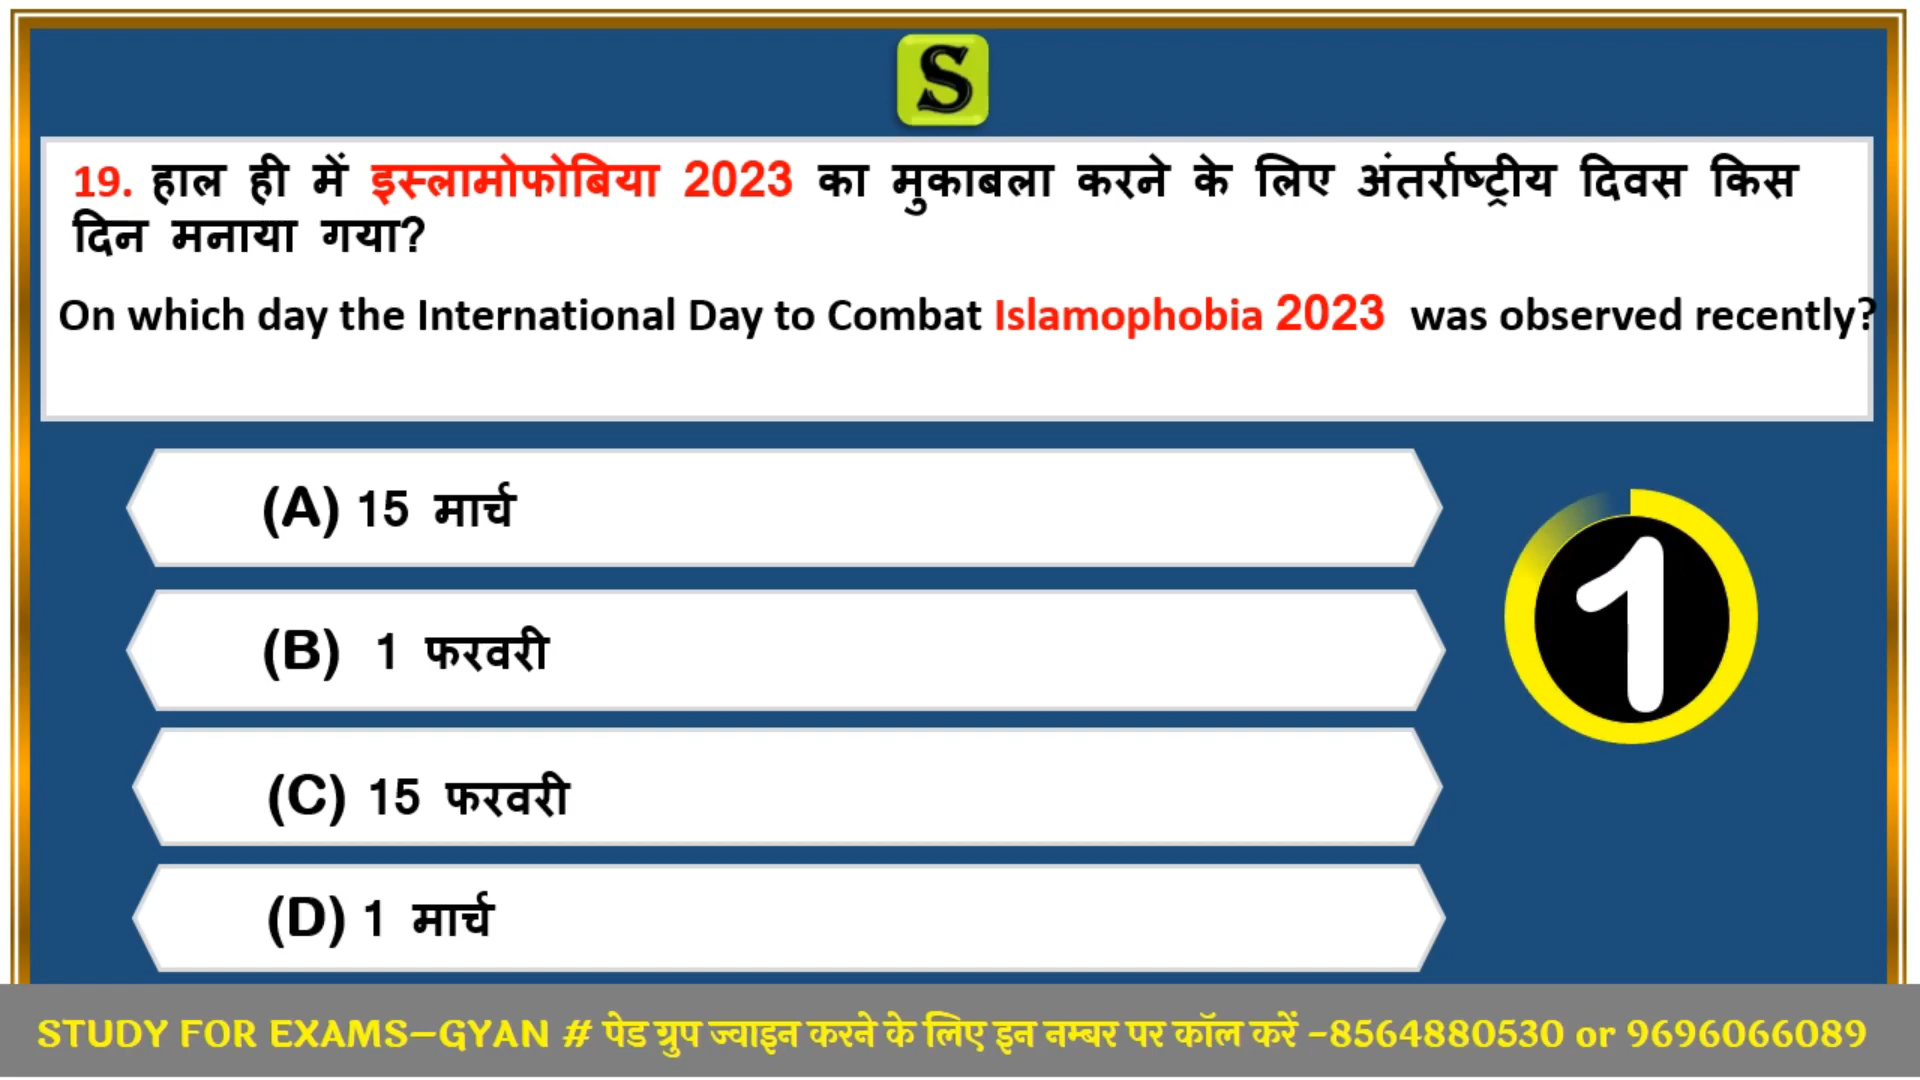 S
19. हाल ही में इस्लामोफोबिया 2023 का मुकाबला करने के लिए अंतर्राष्ट्रीय दिवस किस
दिन मनाया गया?
On which day the International Day to Combat Islamophobia 2023 was observed recently?
(A) 15 मार्च
(B) 1 फरवरी
1
(C) 15 फरवरी
(D) 1 मार्च
STUDY FOR EXAMS–GYAN # पेड ग्रुप ज्वाइन करने के लिए इन नम्बर पर कॉल करें –8564880530 or 9696066089